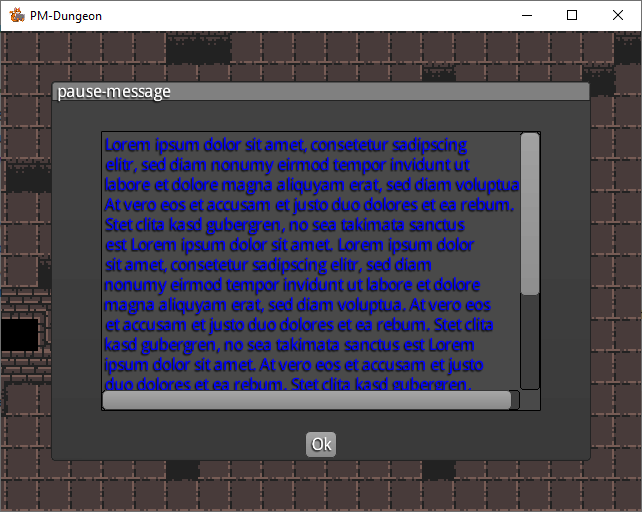 PM-Dungeon
pause-message
Lorem ipsum dolor sit amet, consetetur sadipscing
elitr, sed diam nonumy eirmod tempor invidunt ut
labore et dolore magna aliquyam erat, sed diam voluptua
At vero eos et accusam et justo duo dolores et ea rebum.
Stet clita kasd gubergren, no sea takimata sanctus
est Lorem ipsum dolor sit amet. Lorem ipsum dolor
sit amet, consetetur sadipscing elitr, sed diam
nonumy eirmod tempor invidunt ut labore et dolore
magna aliquyam erat, sed diam voluptua. At vero eos
et accusam et justo duo dolores et ea rebum. Stet clita
kasd gubergren, no sea takimata sanctus est Lorem
ipsum dolor sit amet. At vero eos et accusam et justo
duo dolores et ea rebum. Stet clita kasd gubergren,
Ok